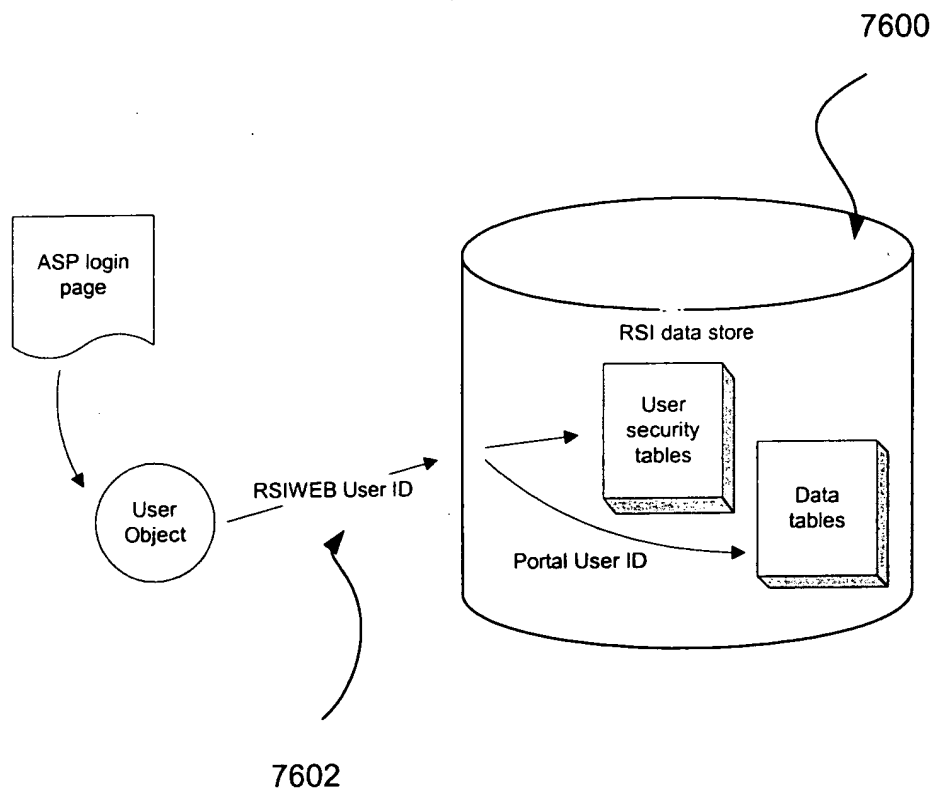 7600
ASP login
page
RSI data store
User
security
tables
RSIWEB User ID
User
Object
Data
tables
Portal User ID
7602